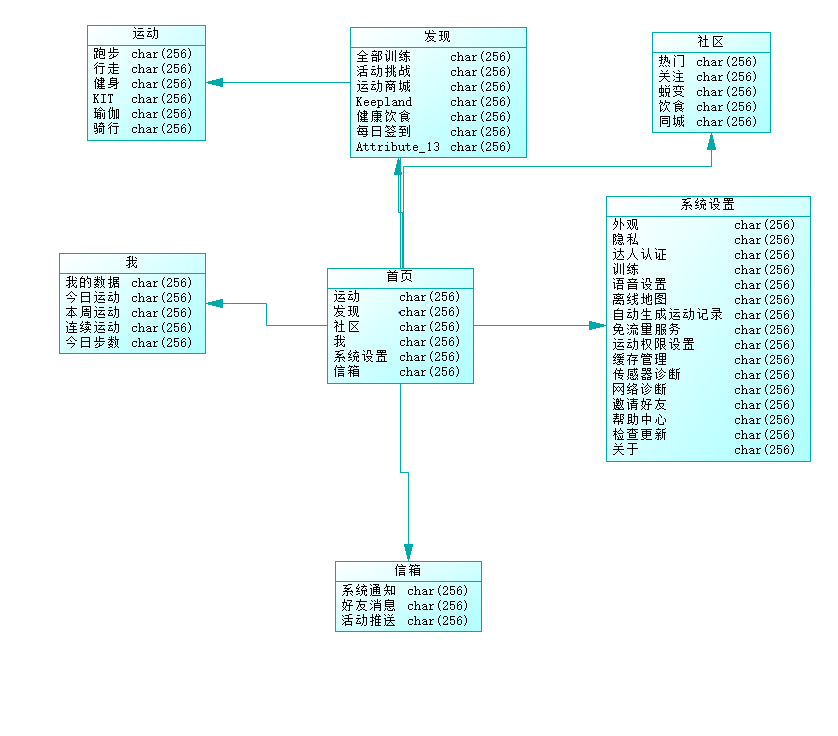 运动
跑步 char(256)
行走 char(256)
健身 char(256)
KIT char(256)
瑜伽 char(256)
骑行 char(256)
发现
全部训练 char(256)
活动挑战 char(256)
运动商城 char(256)
Keepland char(256)
健康饮食 char(256)
每日签到 char(256)
Attribute_13 char(256)
社区
热门 char(256)
关注 char(256)
蜕变 char(256)
饮食 char(256)
同城 char(256)
我
我的数据 char(256)
今日运动 char(256)
本周运动 char(256)
连续运动 char(256)
今日步数 char(256)
首页
运动 char(256)
发现 char(256)
社区 char(256)
我 char(256)
系统设置 char(256)
信箱 char(256)
系统设置
外观 char(256)
隐私 char(256)
达人认证 char(256)
训练 char(256)
语音设置 char(256)
离线地图 char(256)
自动生成运动记录 char(256)
免流量服务 char(256)
运动权限设置 char(256)
缓存管理 char(256)
传感器诊断 char(256)
网络诊断 char(256)
邀请好友 char(256)
帮助中心 char(256)
检查更新 char(256)
关于 char(256)
信箱
系统通知 char(256)
好友消息 char(256)
活动推送 char(256)